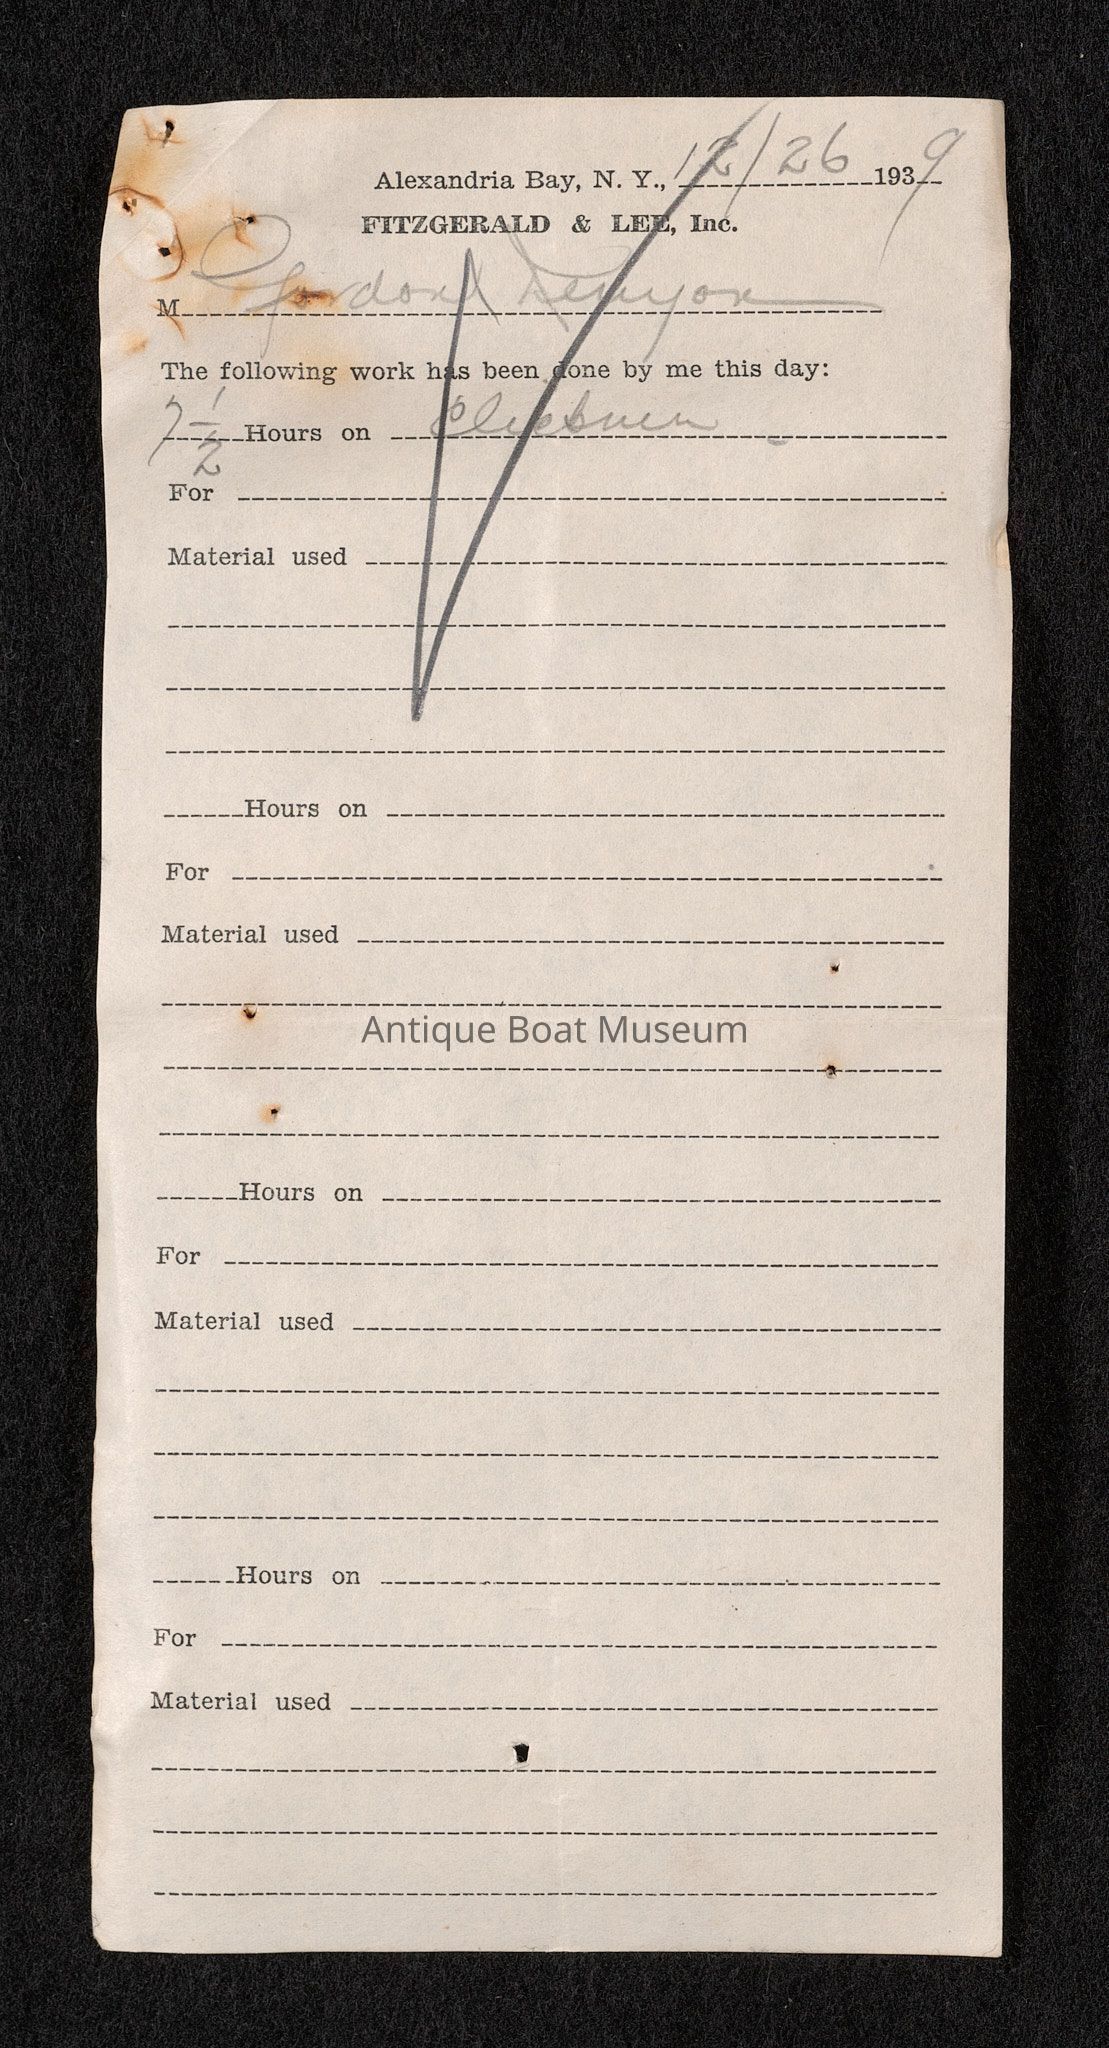 Alexandria Bay, N. Y., 12/26 1939
FITZGERALD & LEE, Inc.
M Gordon Kenyon
The following work has been done by me this day:
7 1/2 Hours on
For
Material used
Hours on
For
Material used
Antique Boat Museum
Hours on
For
Material used
Hours on
For
Material used